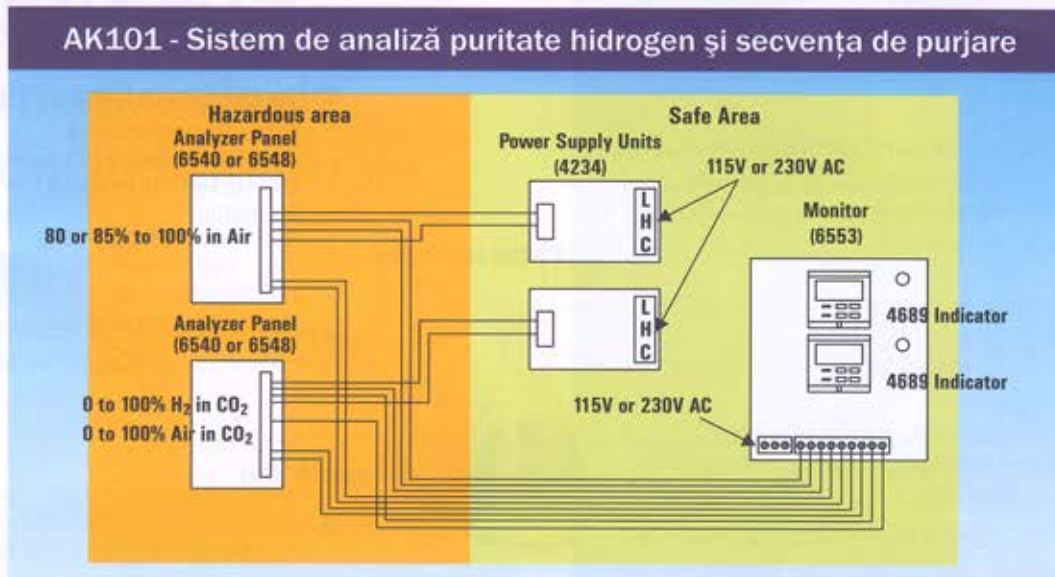 AK101 - Sistem de analiză puritate hidrogen şi secvenţa de purjare
Hazardous area
Analyzer Panel
(6540 or 6548)
80 or 85% to 100% in Air
Analyzer Panel
(6540 or 6548)
0 to 100% H₂ in CO₂
0 to 100% Air in CO₂
Safe Area
Power Supply Units
(4234)
L
H
C
L
H
C
115V or 230V AC
Monitor
(6553)
4689 Indicator
4689 Indicator
115V or 230V AC